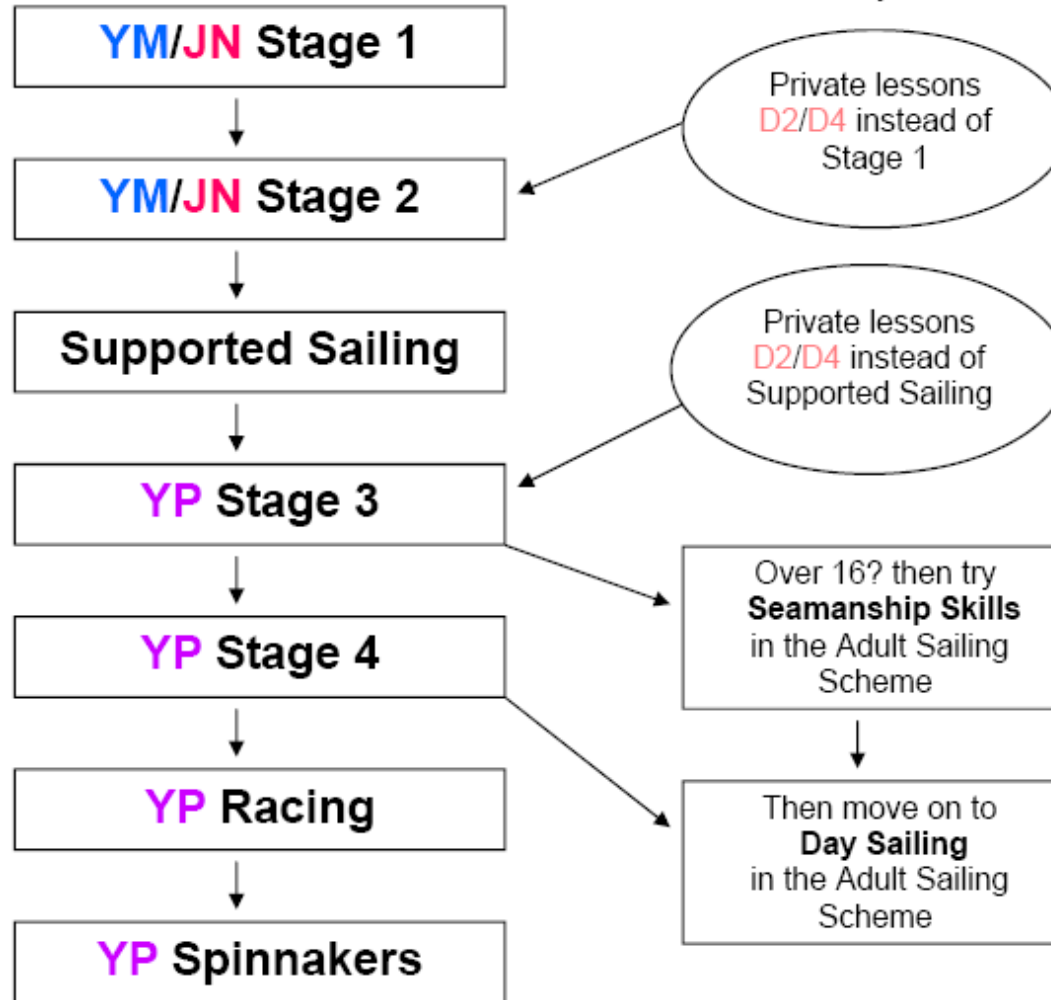 YM/JN Stage 1
Private lessons
D2/D4 instead of
Stage 1
YM/JN Stage 2
Supported Sailing
Private lessons
D2/D4 instead of
Supported Sailing
YP Stage 3
Over 16? then try
Seamanship Skills
in the Adult Sailing
Scheme
YP Stage 4
YP Racing
Then move on to
Day Sailing
in the Adult Sailing
Scheme
YP Spinnakers